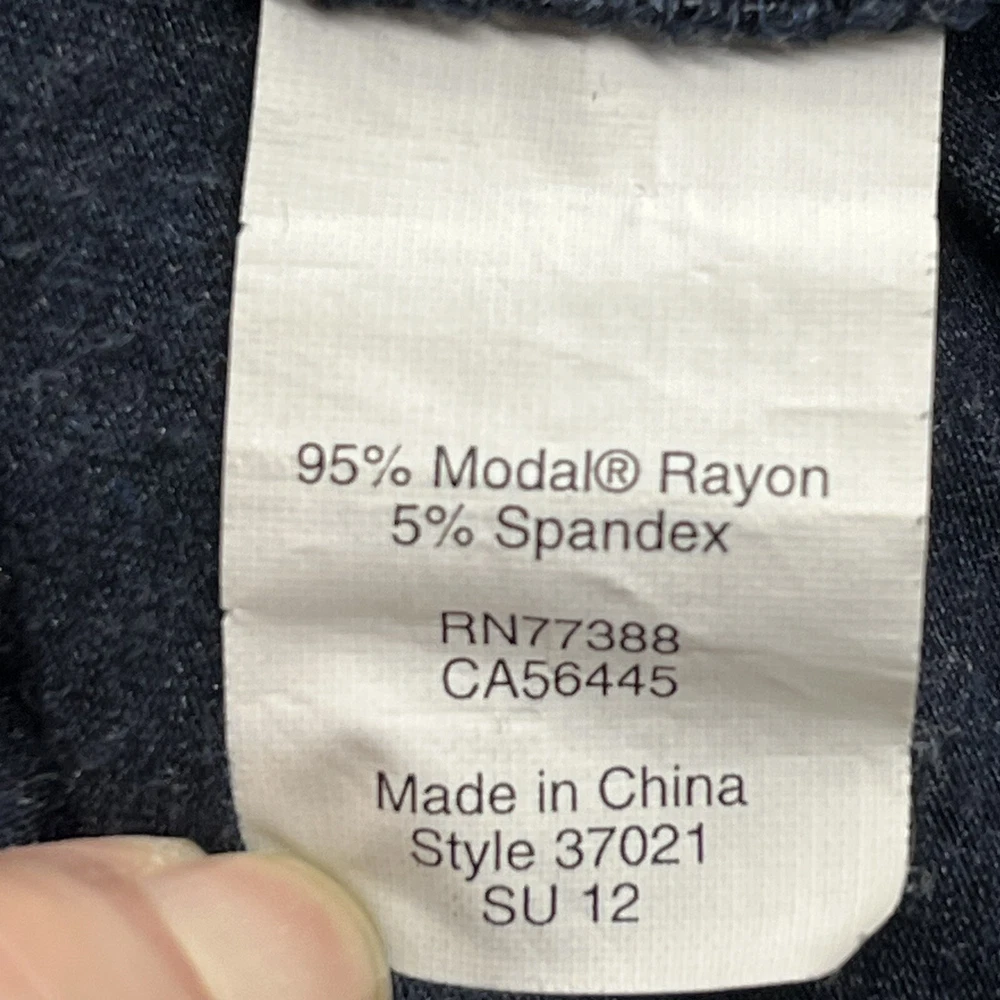 95% Modal® Rayon
5% Spandex
RN77388
CA56445
Made in China
Style 37021
SU 12